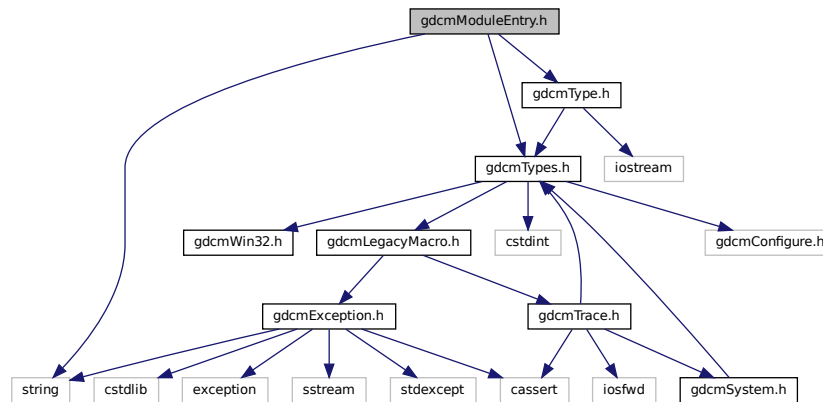 gdcmModuleEntry.h
gdcmType.h
gdcmTypes.h
iostream
gdcmWin32.h
gdcmLegacyMacro.h
cstdint
gdcmConfigure.h
gdcmException.h
gdcmTrace.h
string
cstdlib
exception
sstream
stdexcept
cassert
iosfwd
gdcmSystem.h